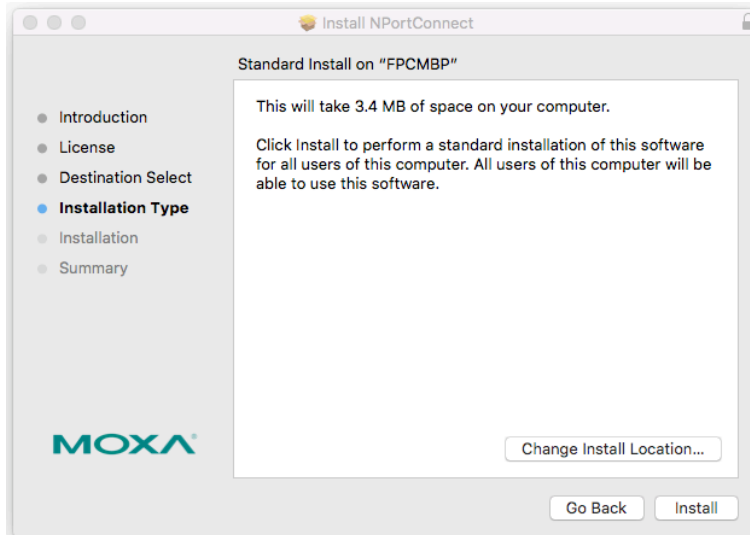 Install NPortConnect
Standard Install on “FPCMBP”
Introduction
License
Destination Select
Installation Type
Installation
Summary
This will take 3.4 MB of space on your computer.
Click Install to perform a standard installation of this software
for all users of this computer. All users of this computer will be
able to use this software.
MOXA
Change Install Location...
Go Back
Install